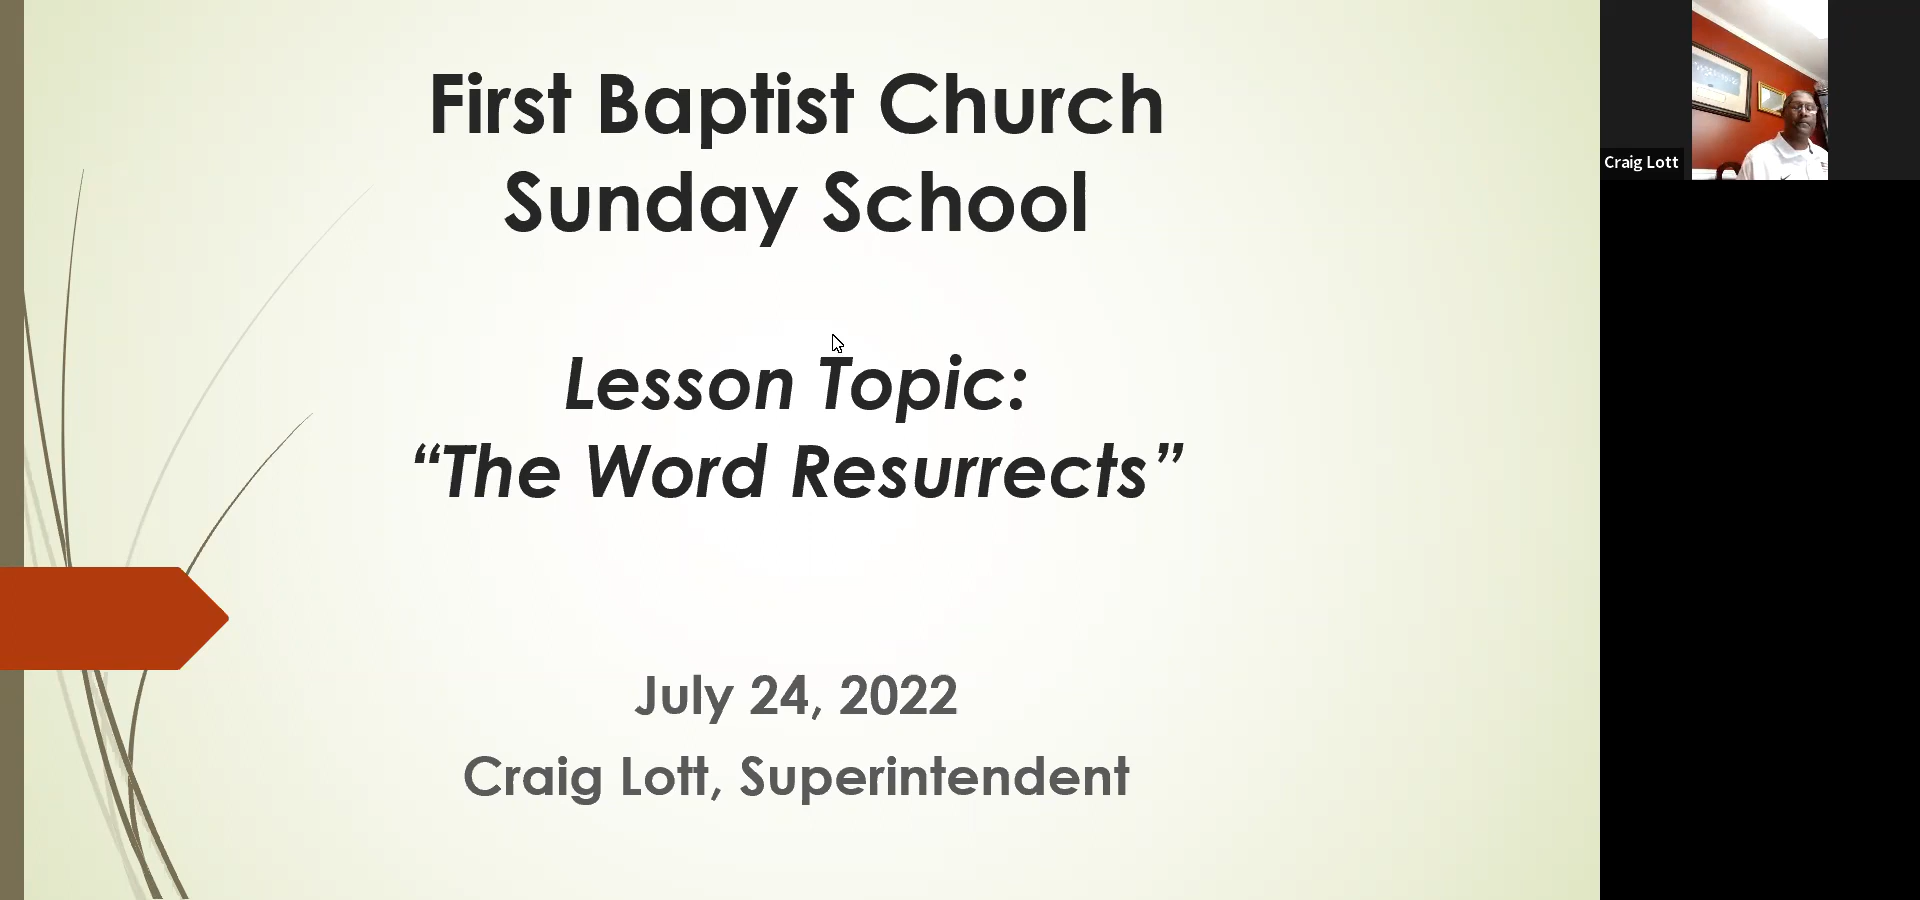 First Baptist Church
Sunday School
Lesson Topic:
“The Word Resurrects”
July 24, 2022
Craig Lott, Superintendent
Craig Lott